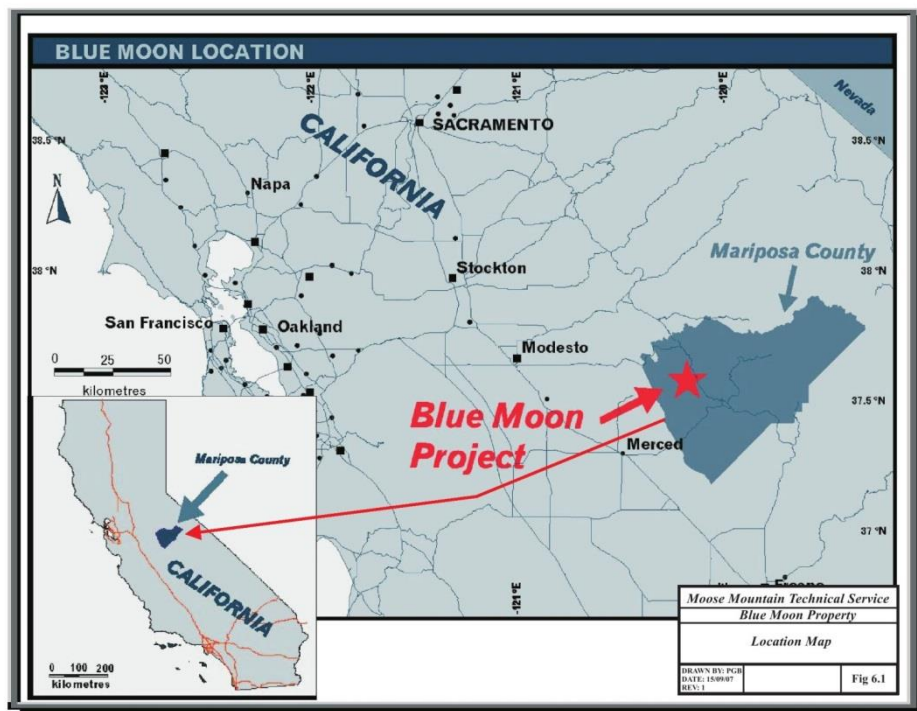 BLUE MOON LOCATION
-123 °E
-122 °E
-121 °E
-120 °E
Nevada
38.5 °N
38.5 °N
SACRAMENTO
CALIFORNIA
N
Napa
Mariposa County
38 °N
38 °N
Stockton
San Francisco
Oakland
Modesto
0 25 50
kilometres
37.5 °N
Blue Moon
Project
Merced
Mariposa County
CALIFORNIA
37 °N
-121 °E
Fresno
0 100 200
kilometres
Moose Mountain Technical Service
Blue Moon Property
Location Map
DRAWN BY: PGB
DATE: 15/09/07
REV: 1
Fig 6.1